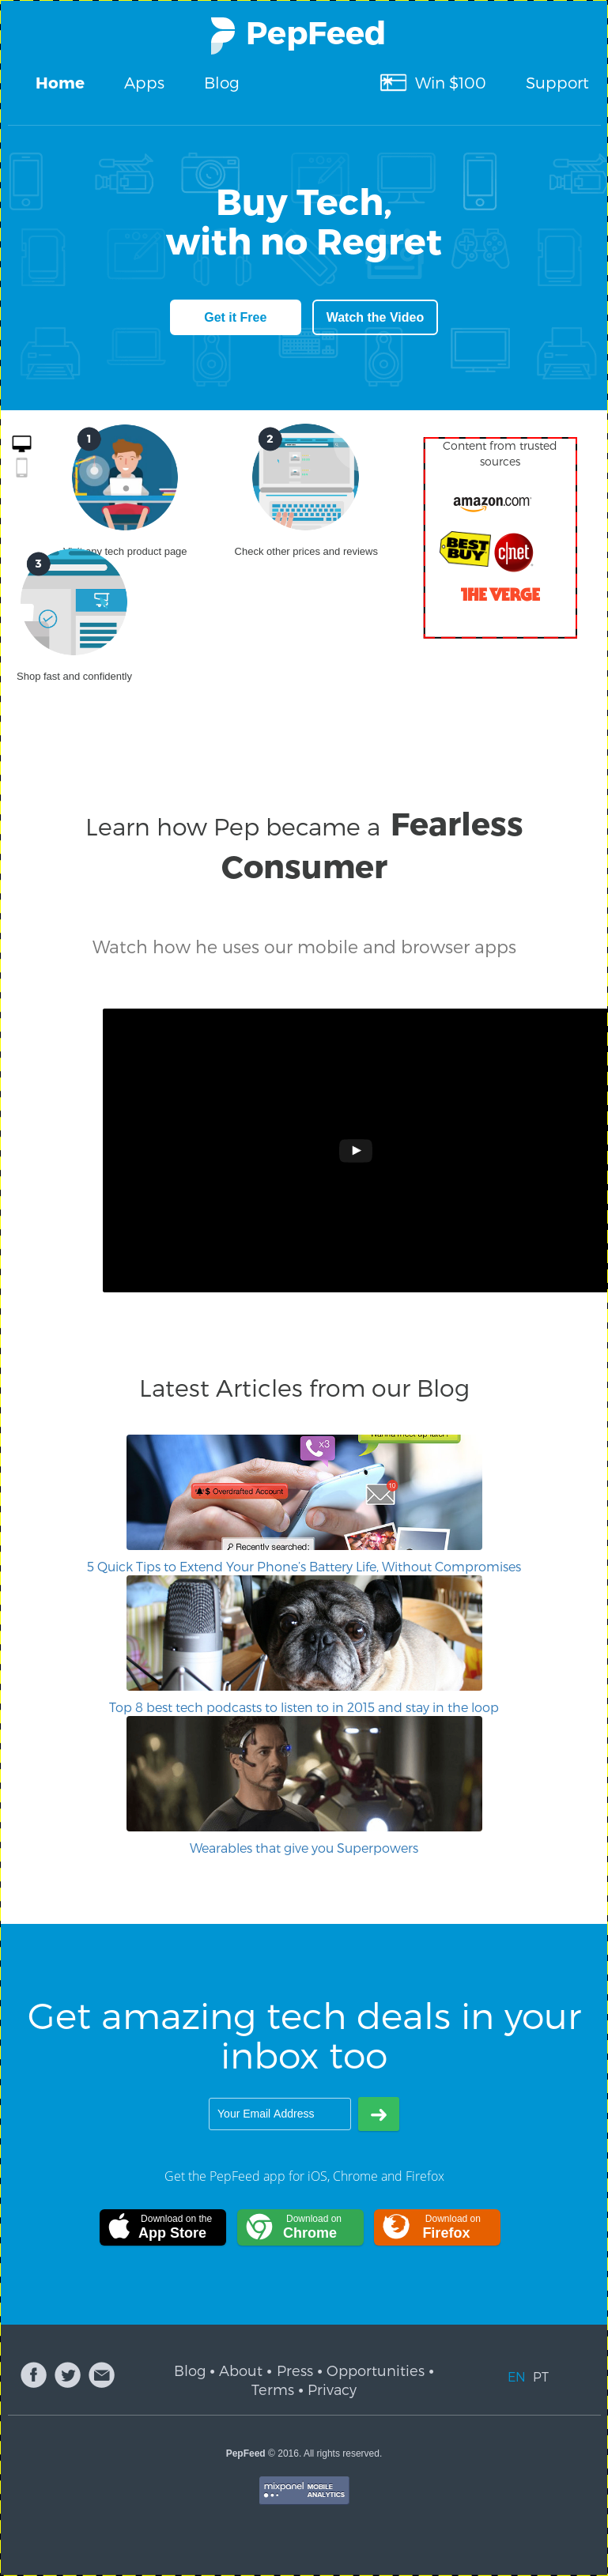 PepFeed
Home Apps Blog Win $100 Support
Buy Tech,
with no Regret
Get it Free Watch the Video
1
2
Content from trusted
sources
amazon.com
BEST
BUY
c|net
THE VERGE
any tech product page
Check other prices and reviews
3
Shop fast and confidently
Learn how Pep became a Fearless
Consumer
Watch how he uses our mobile and browser apps
Latest Articles from our Blog
x3
$ Overdrafted Account
10
Recently searched:
5 Quick Tips to Extend Your Phone's Battery Life, Without Compromises
Top 8 best tech podcasts to listen to in 2015 and stay in the loop
Wearables that give you Superpowers
Get amazing tech deals in your
inbox too
Your Email Address
Get the PepFeed app for iOS, Chrome and Firefox
Download on the
App Store
Download on
Chrome
Download on
Firefox
Blog • About • Press • Opportunities •
Terms • Privacy
EN PT
PepFeed © 2016. All rights reserved.
mixpanel MOBILE
ANALYTICS